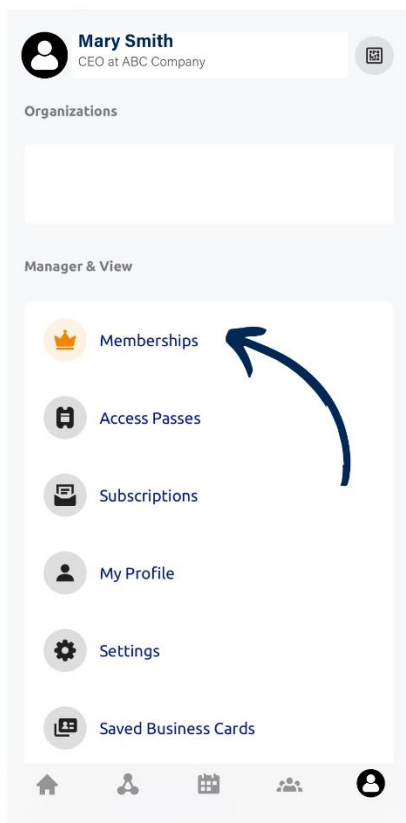 Mary Smith
CEO at ABC Company
Organizations
Manager & View
Memberships
Access Passes
Subscriptions
My Profile
Settings
Saved Business Cards